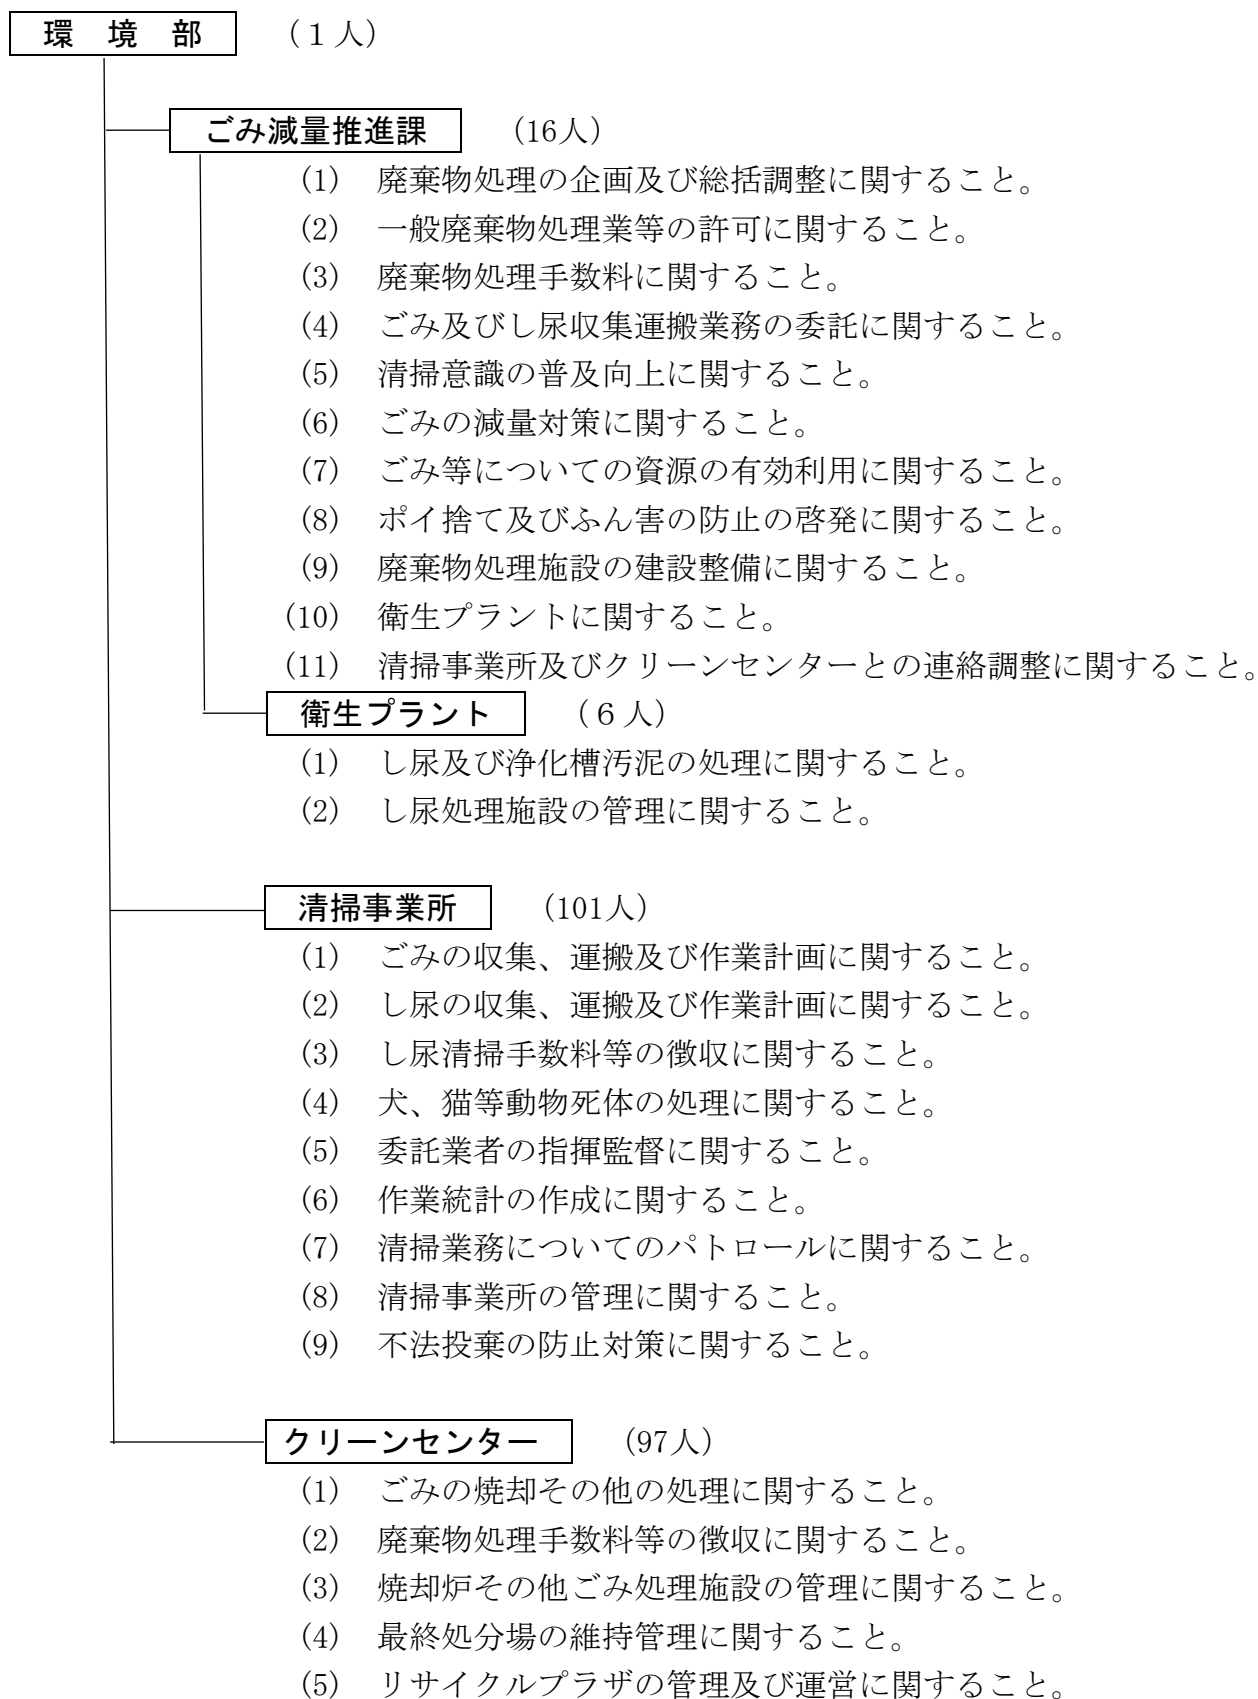 環　境　部　（１人）
ごみ減量推進課　（16人）
(1)　廃棄物処理の企画及び総括調整に関すること。
(2)　一般廃棄物処理業等の許可に関すること。
(3)　廃棄物処理手数料に関すること。
(4)　ごみ及びし尿収集運搬業務の委託に関すること。
(5)　清掃意識の普及向上に関すること。
(6)　ごみの減量対策に関すること。
(7)　ごみ等についての資源の有効利用に関すること。
(8)　ポイ捨て及びふん害の防止の啓発に関すること。
(9)　廃棄物処理施設の建設整備に関すること。
(10)　衛生プラントに関すること。
(11)　清掃事業所及びクリーンセンターとの連絡調整に関すること。
衛生プラント　（６人）
(1)　し尿及び浄化槽汚泥の処理に関すること。
(2)　し尿処理施設の管理に関すること。
清掃事業所　（101人）
(1)　ごみの収集、運搬及び作業計画に関すること。
(2)　し尿の収集、運搬及び作業計画に関すること。
(3)　し尿清掃手数料等の徴収に関すること。
(4)　犬、猫等動物死体の処理に関すること。
(5)　委託業者の指揮監督に関すること。
(6)　作業統計の作成に関すること。
(7)　清掃業務についてのパトロールに関すること。
(8)　清掃事業所の管理に関すること。
(9)　不法投棄の防止対策に関すること。
クリーンセンター　（97人）
(1)　ごみの焼却その他の処理に関すること。
(2)　廃棄物処理手数料等の徴収に関すること。
(3)　焼却炉その他ごみ処理施設の管理に関すること。
(4)　最終処分場の維持管理に関すること。
(5)　リサイクルプラザの管理及び運営に関すること。